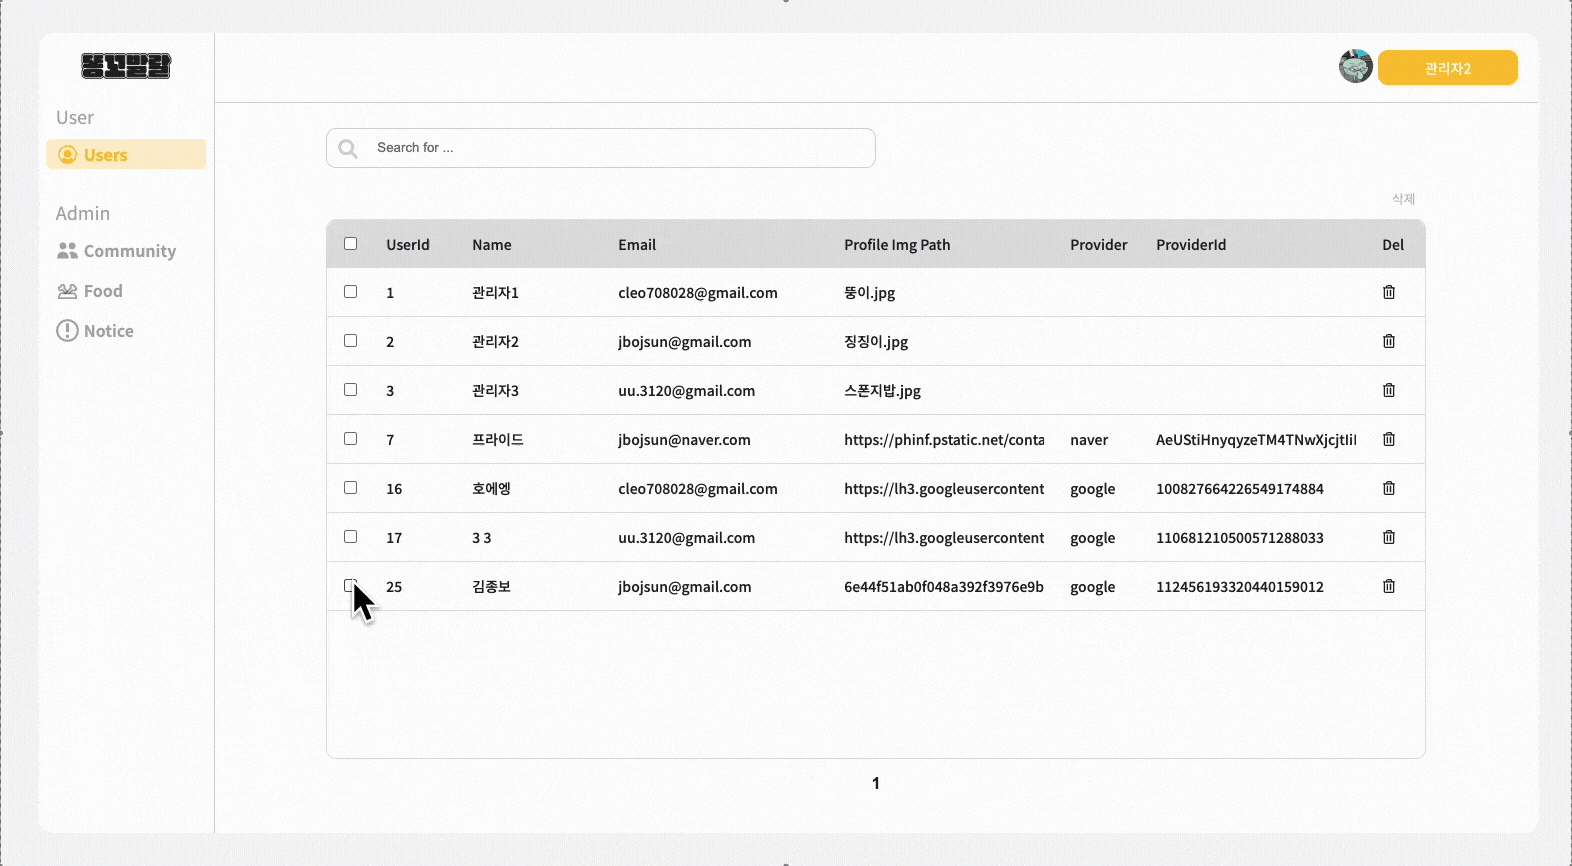 뚱꼬발랄
관리자2
User
Users
Admin
Community
Food
Notice
Search for ...
삭제
UserId Name Email Profile Img Path Provider ProviderId Del
1 관리자1 cleo708028@gmail.com 뚱이.jpg
2 관리자2 jbojsun@gmail.com 징징이.jpg
3 관리자3 uu.3120@gmail.com 스폰지밥.jpg
7 프라이드 jbojsun@naver.com https://phinf.pstatic.net/conta naver
16 호에엥 cleo708028@gmail.com https://lh3.googleusercontent google 100827664226549174884
17 3 3 uu.3120@gmail.com https://lh3.googleusercontent google 110681210500571288033
25 김종보 jbojsun@gmail.com 6e44f51ab0f048a392f3976e9b google 112456193320440159012
1